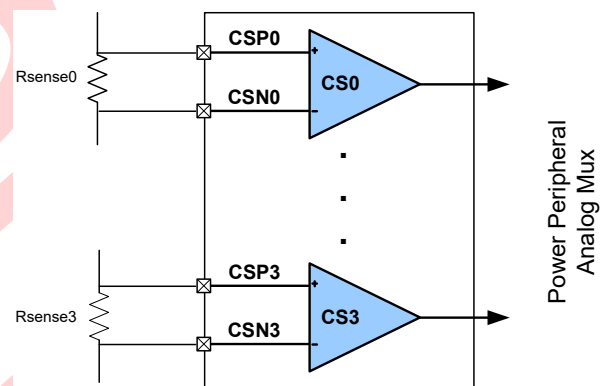 CSP0
+
Rsense0
CS0
CSN0
-
CSP3
+
Rsense3
CS3
CSN3
-
Power Peripheral
Analog Mux